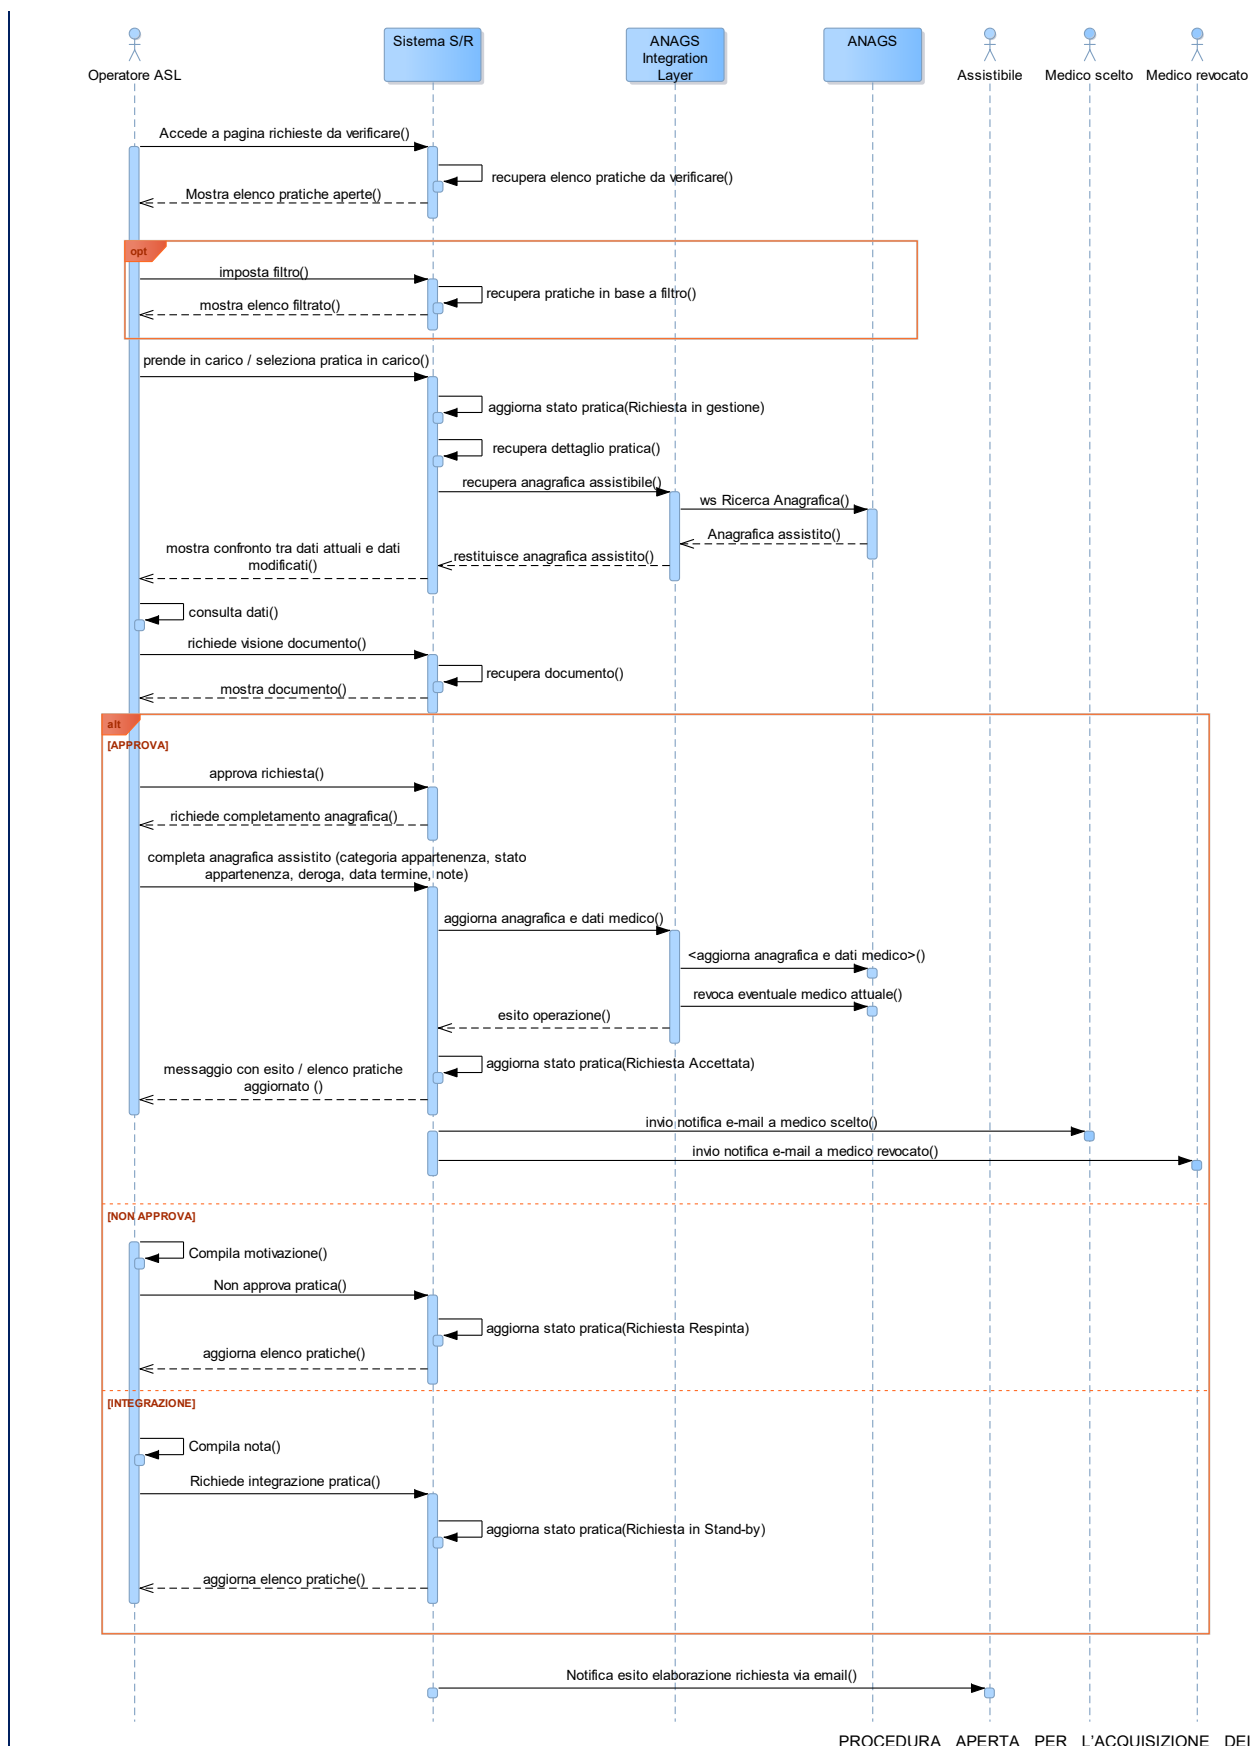 Operatore ASL
Sistema S/R
ANAGS
Integration
Layer
ANAGS
Assistibile
Medico scelto
Medico revocato
Accede a pagina richieste da verificare()
recupera elenco pratiche da verificare()
Mostra elenco pratiche aperte()
opt
imposta filtro()
recupera pratiche in base a filtro()
mostra elenco filtrato()
prende in carico / seleziona pratica in carico()
aggiorna stato pratica(Richiesta in gestione)
recupera dettaglio pratica()
recupera anagrafica assistibile()
ws Ricerca Anagrafica()
Anagrafica assistito()
restituisce anagrafica assistito()
mostra confronto tra dati attuali e dati
modificati()
consulta dati()
richiede visione documento()
recupera documento()
mostra documento()
alt
[APPROVA]
approva richiesta()
richiede completamento anagrafica()
completa anagrafica assistito (categoria appartenenza, stato
appartenenza, deroga, data termine, note)
aggiorna anagrafica e dati medico()
<aggiorna anagrafica e dati medico>()
revoca eventuale medico attuale()
esito operazione()
aggiorna stato pratica(Richiesta Accettata)
messaggio con esito / elenco pratiche
aggiornato ()
invio notifica e-mail a medico scelto()
invio notifica e-mail a medico revocato()
[NON APPROVA]
Compila motivazione()
Non approva pratica()
aggiorna stato pratica(Richiesta Respinta)
aggiorna elenco pratiche()
[INTEGRAZIONE]
Compila nota()
Richiede integrazione pratica()
aggiorna stato pratica(Richiesta in Stand-by)
aggiorna elenco pratiche()
Notifica esito elaborazione richiesta via email()
PROCEDURA APERTA PER L'ACQUISIZIONE DEI